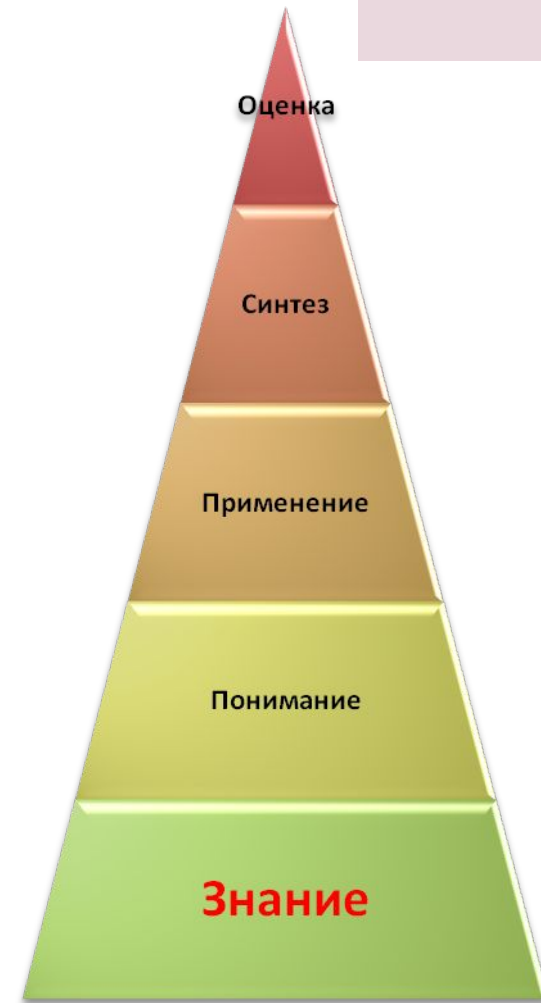 Оценка
Синтез
Применение
Понимание
Знание